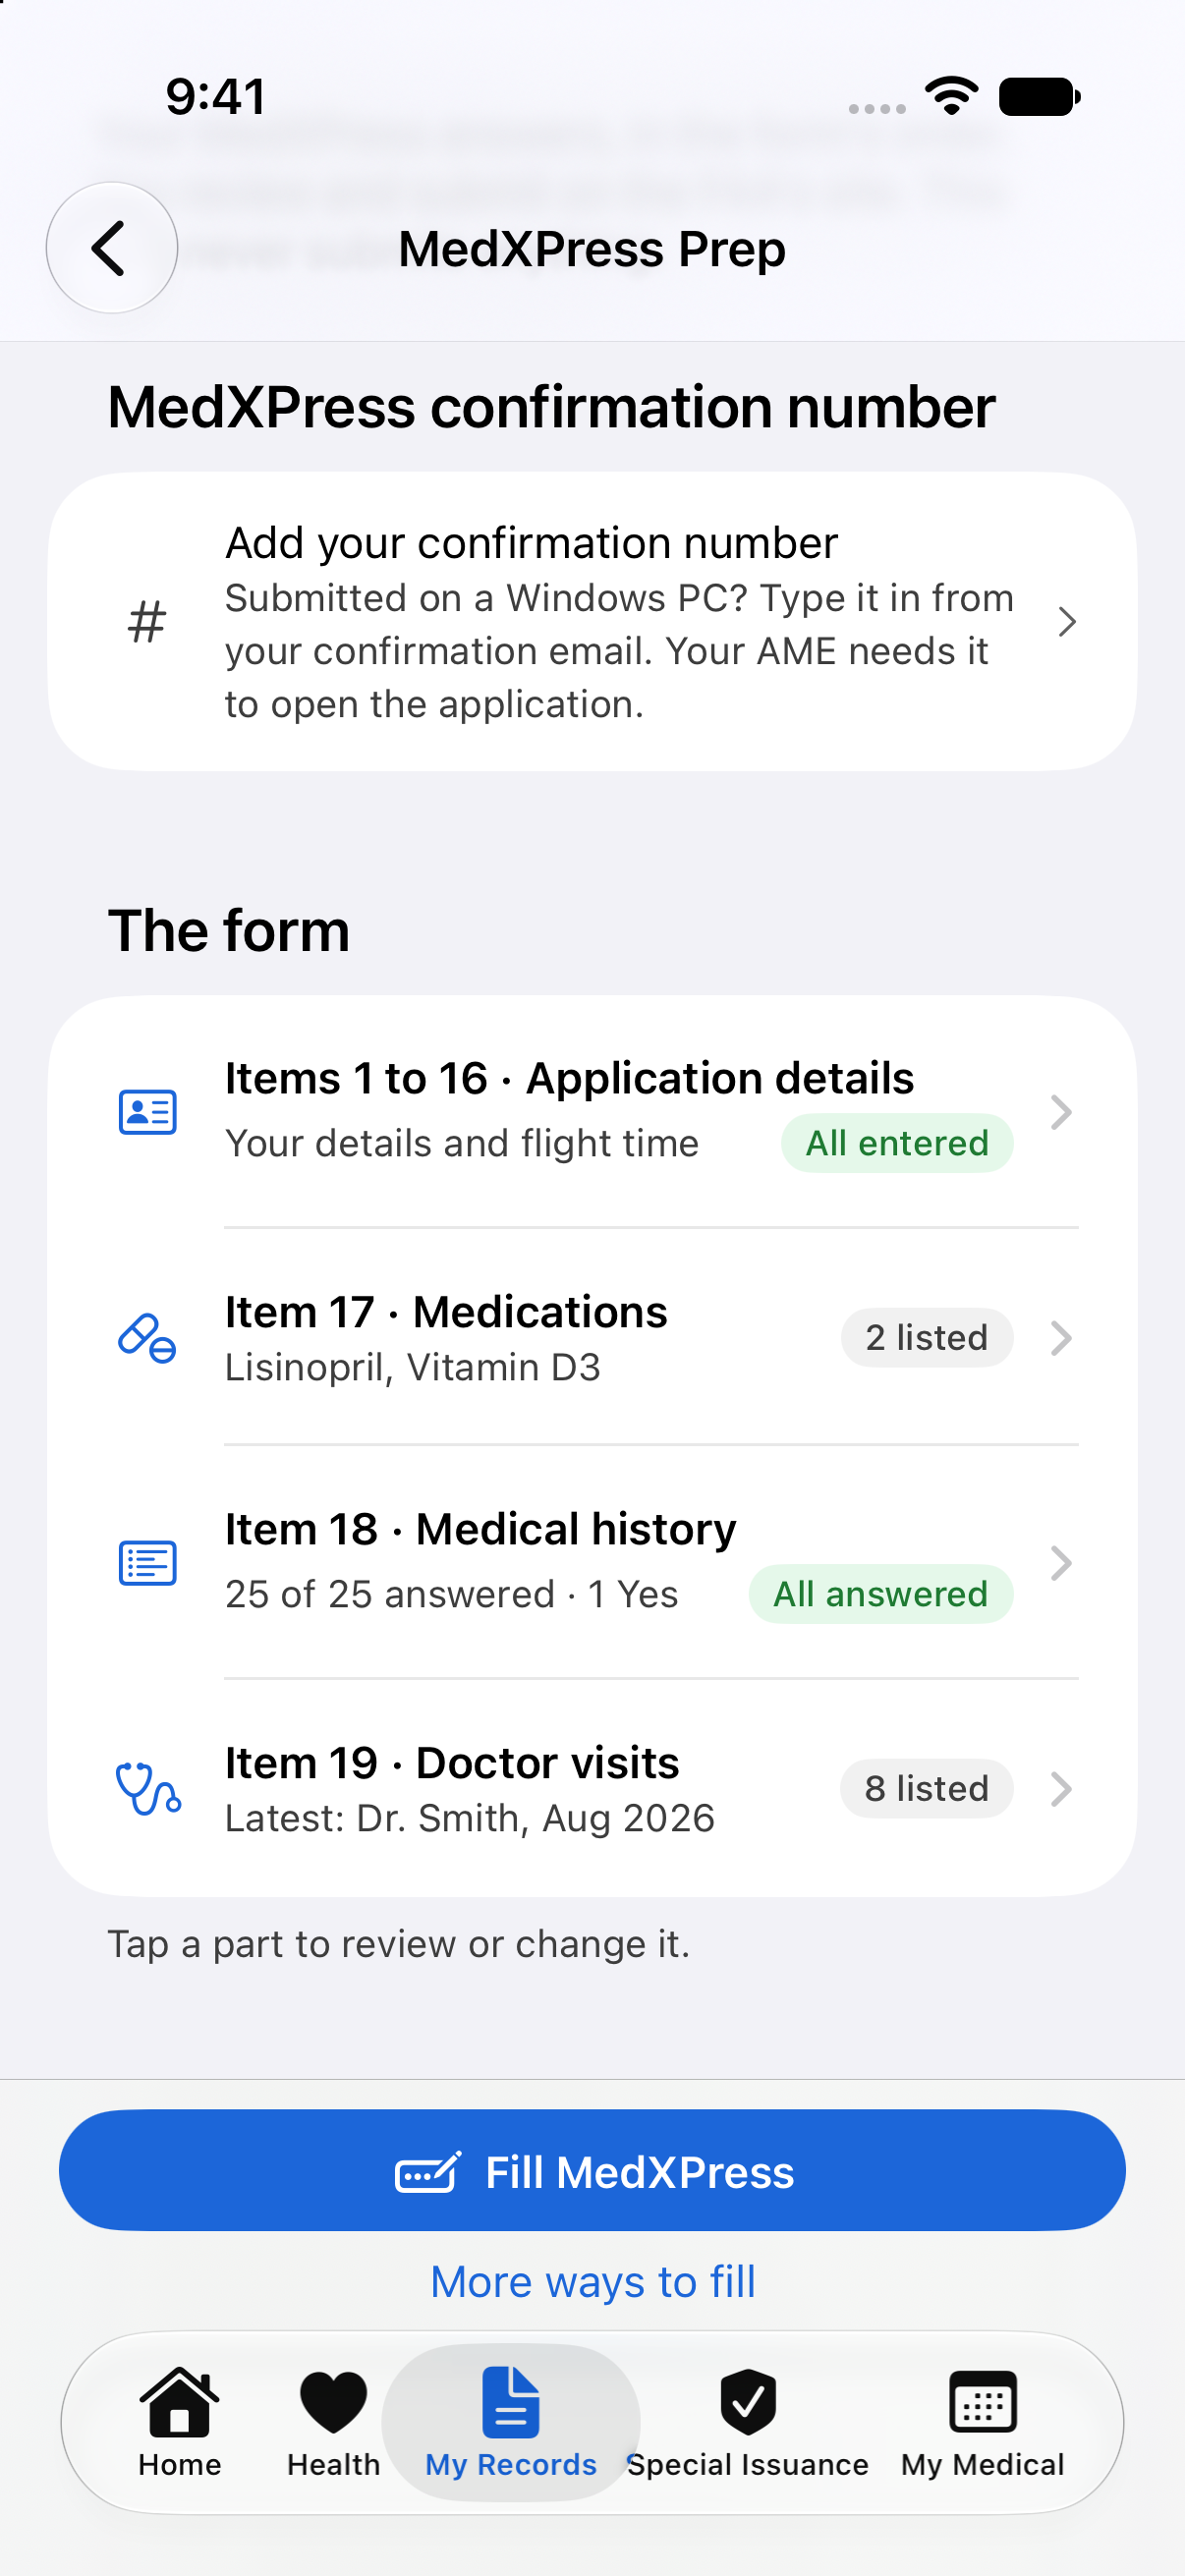 9:41
MedXPress Prep
MedXPress confirmation number
#
Add your confirmation number
Submitted on a Windows PC? Type it in from
your confirmation email. Your AME needs it
to open the application.
The form
Items 1 to 16 · Application details
Your details and flight time
All entered
Item 17 · Medications
Lisinopril, Vitamin D3
2 listed
Item 18 · Medical history
25 of 25 answered · 1 Yes
All answered
Item 19 · Doctor visits
Latest: Dr. Smith, Aug 2026
8 listed
Tap a part to review or change it.
Fill MedXPress
More ways to fill
Home
Health
My Records
Special Issuance
My Medical